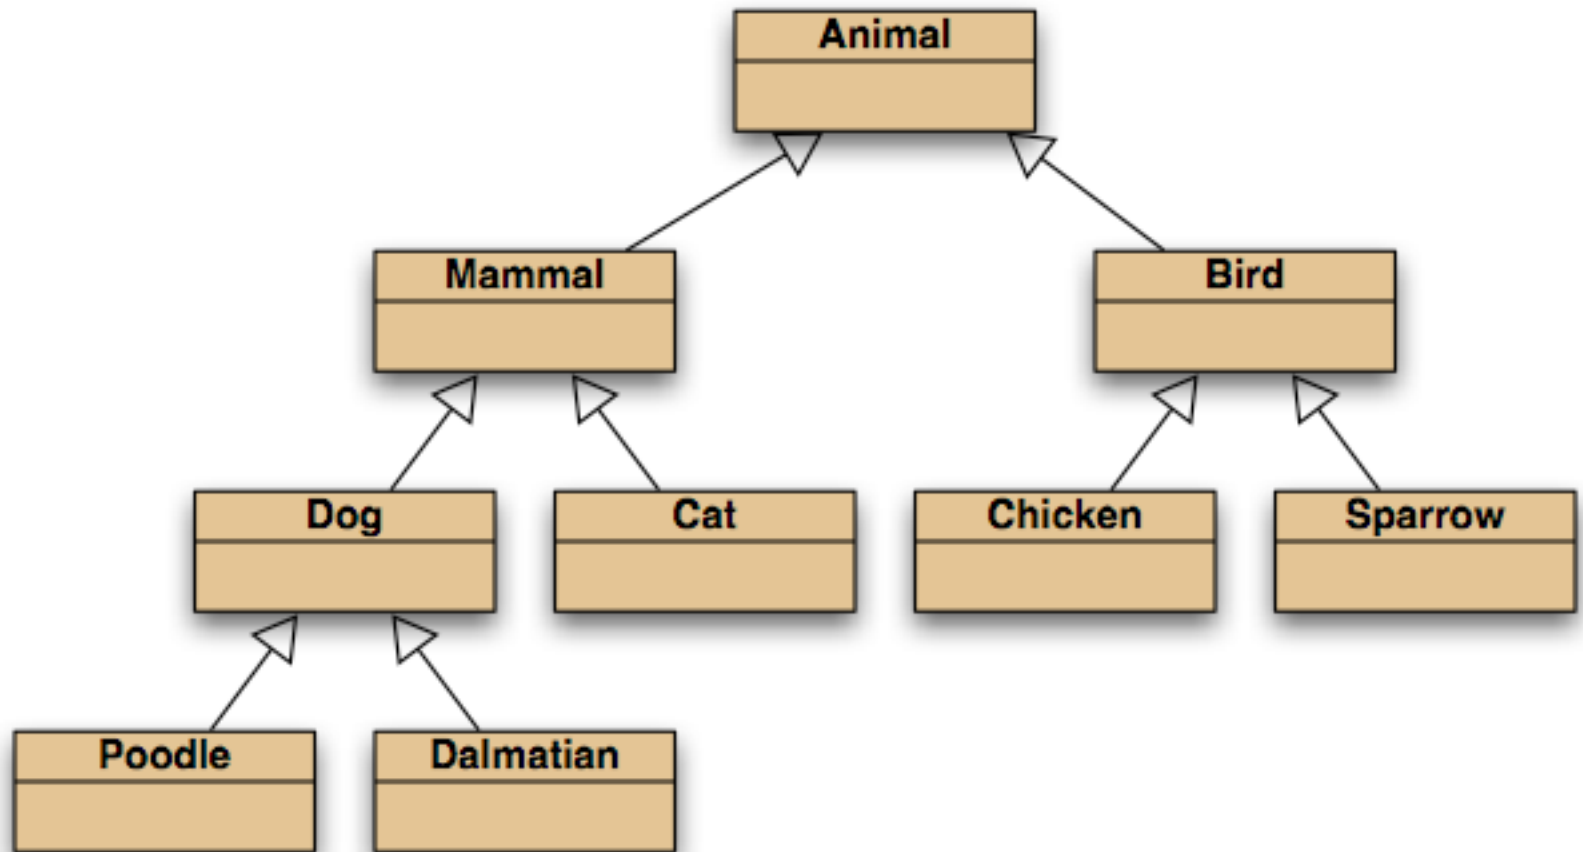 Animal
Mammal
Bird
Dog
Cat
Chicken
Sparrow
Poodle
Dalmatian